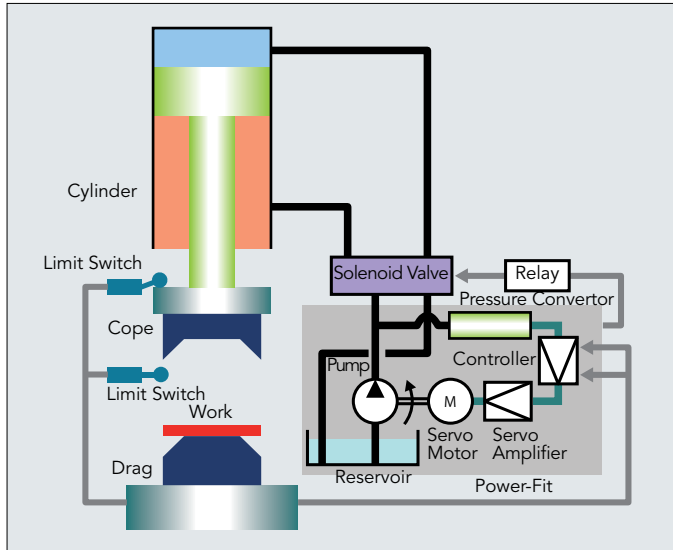 Cylinder
Limit Switch
Solenoid Valve
Relay
Pressure Convertor
Cope
Pump
Controller
Limit Switch
Work
M
Servo
Motor
Servo
Amplifier
Drag
Reservoir
Power-Fit